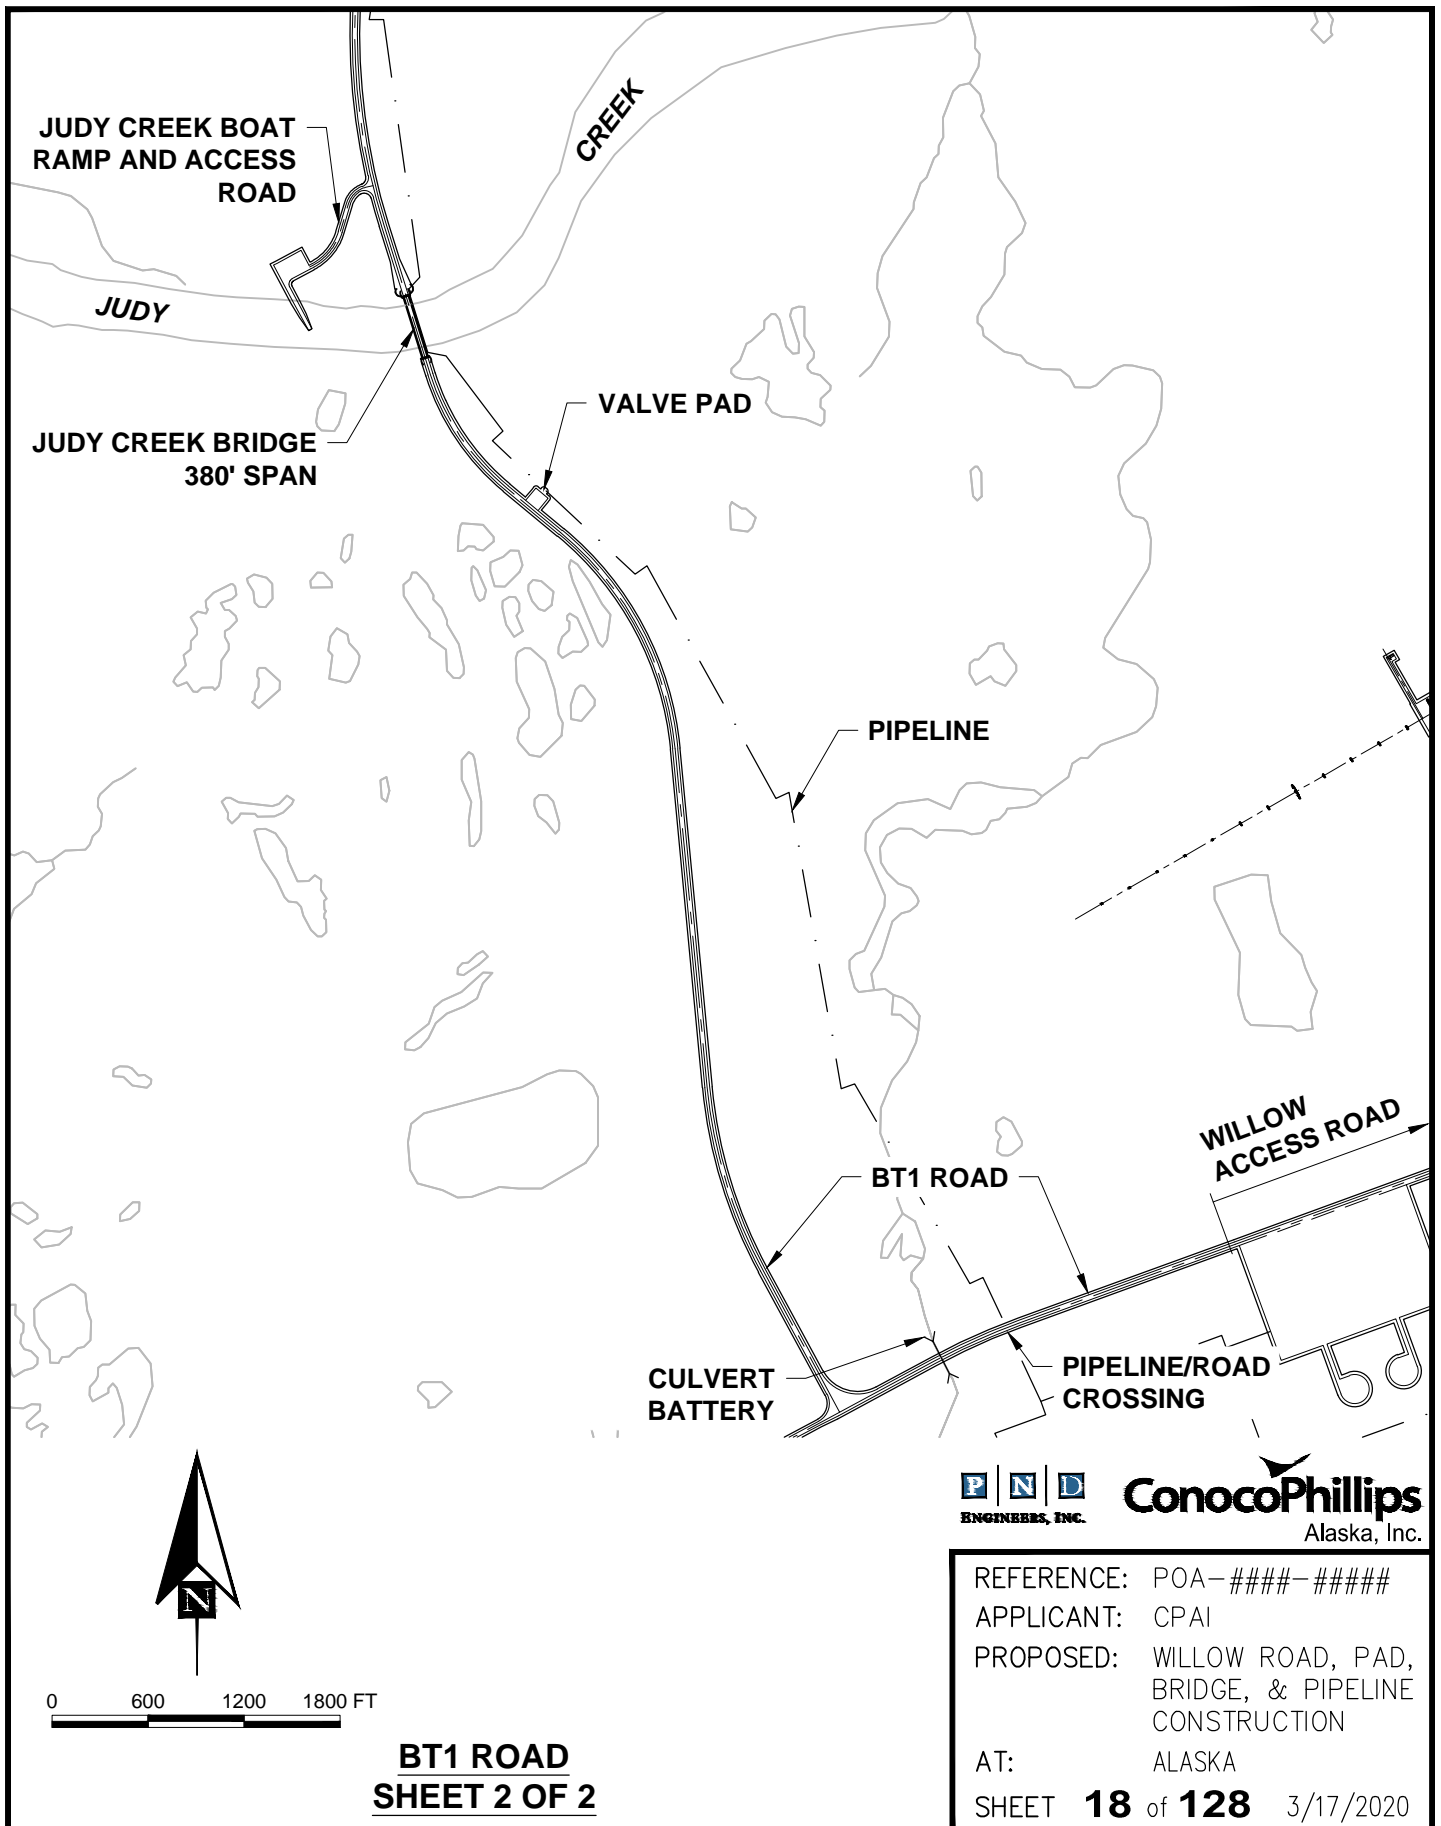 JUDY CREEK BOAT
RAMP AND ACCESS
ROAD
CREEK
JUDY
JUDY CREEK BRIDGE
380' SPAN
VALVE PAD
PIPELINE
WILLOW
ACCESS ROAD
BT1 ROAD
CULVERT
BATTERY
PIPELINE/ROAD
CROSSING
P N D
ENGINEERS, INC.
ConocoPhillips
Alaska, Inc.
N
0 600 1200 1800 FT
BT1 ROAD
SHEET 2 OF 2
REFERENCE: POA-####-#####
APPLICANT: CPAI
PROPOSED: WILLOW ROAD, PAD,
BRIDGE, & PIPELINE
CONSTRUCTION
AT: ALASKA
SHEET 18 of 128 3/17/2020